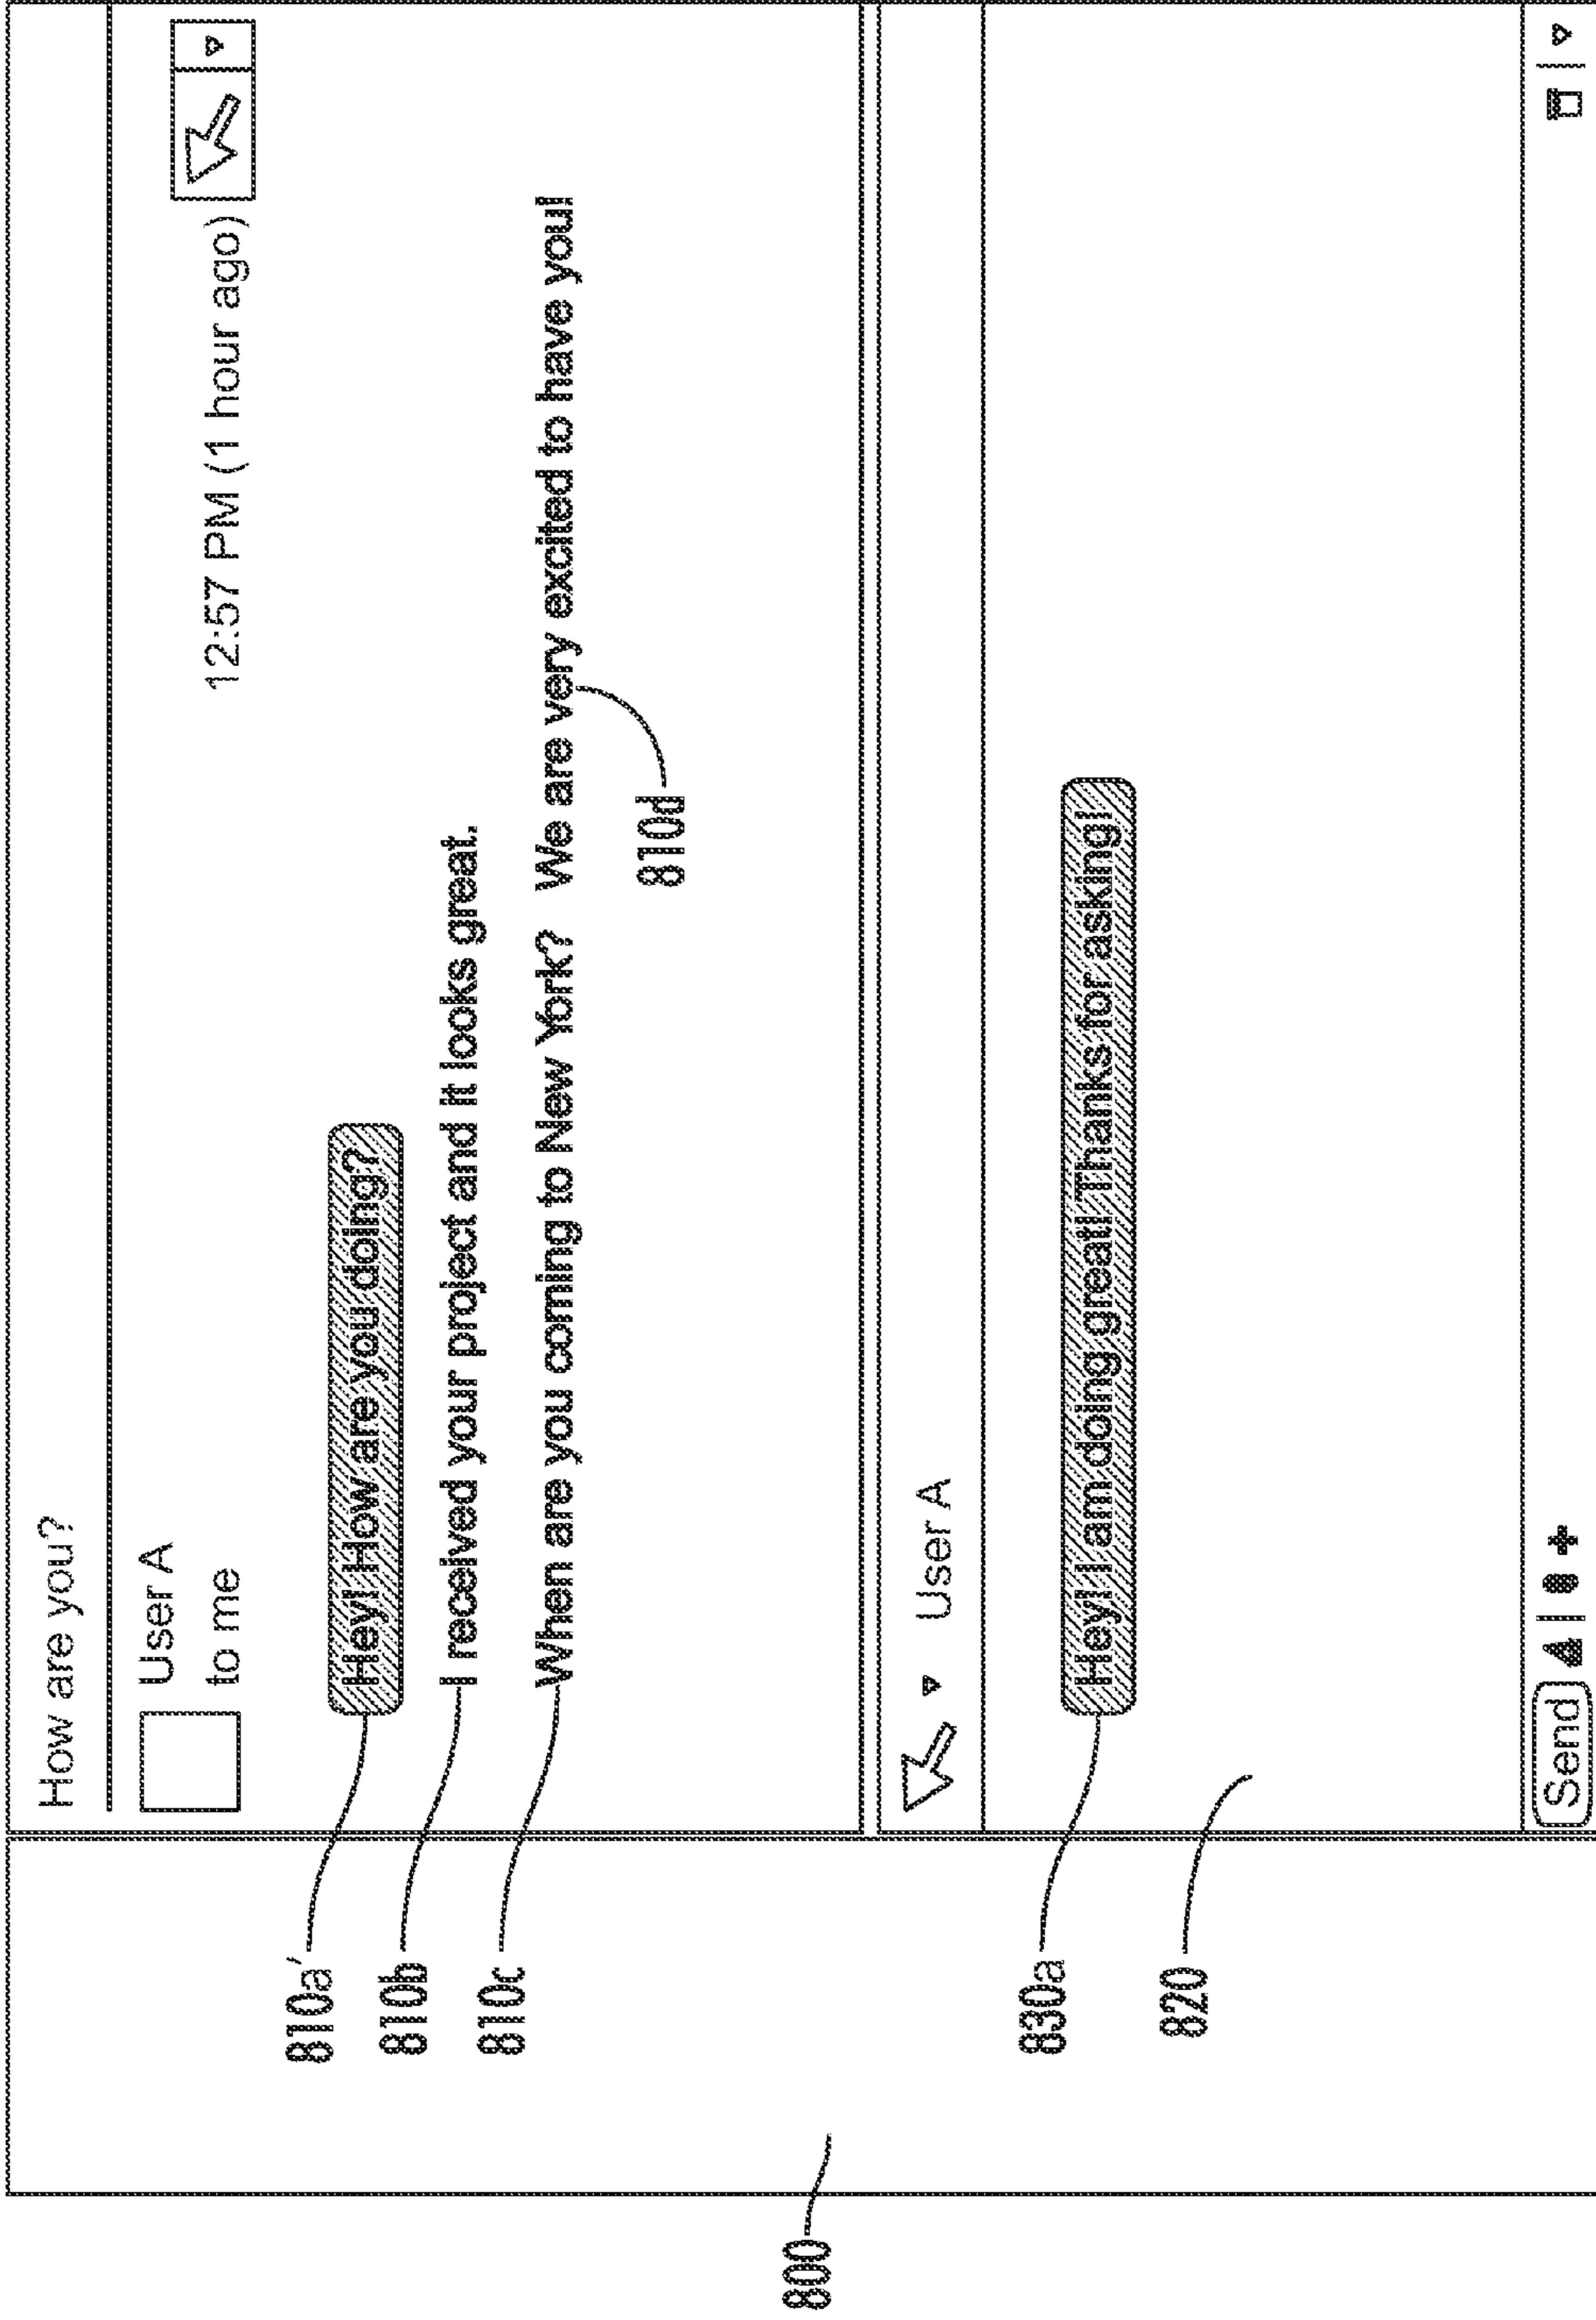 How are you?
User A
to me
12:57 PM (1 hour ago)
810a'
Hey! How are you doing?
810b
I received your project and it looks great.
810c
When are you coming to New York? We are very excited to have you!
810d
800
User A
830a
Hey! I am doing great! Thanks for asking!
820
Send